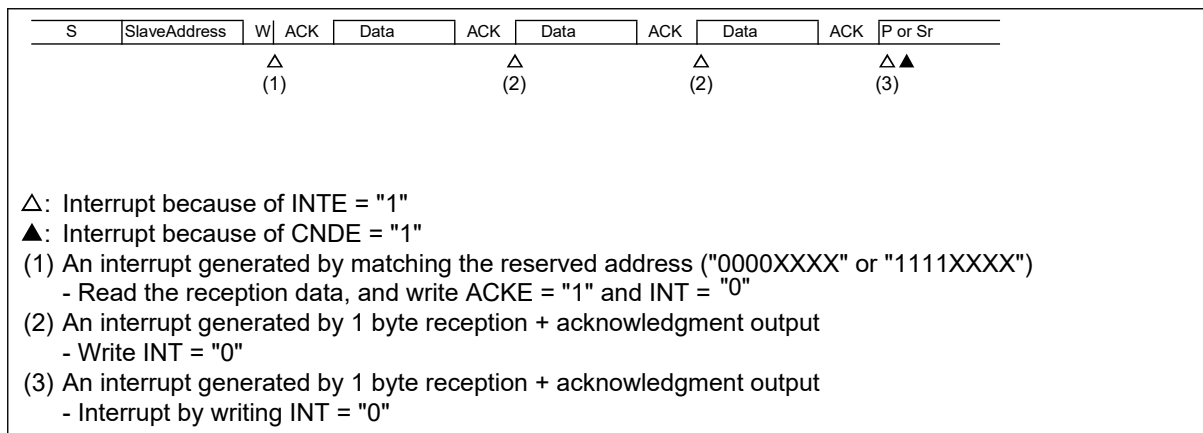 S SlaveAddress W ACK Data ACK Data ACK Data ACK P or Sr
△ △ △ △▲
(1) (2) (2) (3)
△: Interrupt because of INTE = "1"
▲: Interrupt because of CNDE = "1"
(1) An interrupt generated by matching the reserved address ("0000XXXX" or "1111XXXX")
- Read the reception data, and write ACKE = "1" and INT = "0"
(2) An interrupt generated by 1 byte reception + acknowledgment output
- Write INT = "0"
(3) An interrupt generated by 1 byte reception + acknowledgment output
- Interrupt by writing INT = "0"